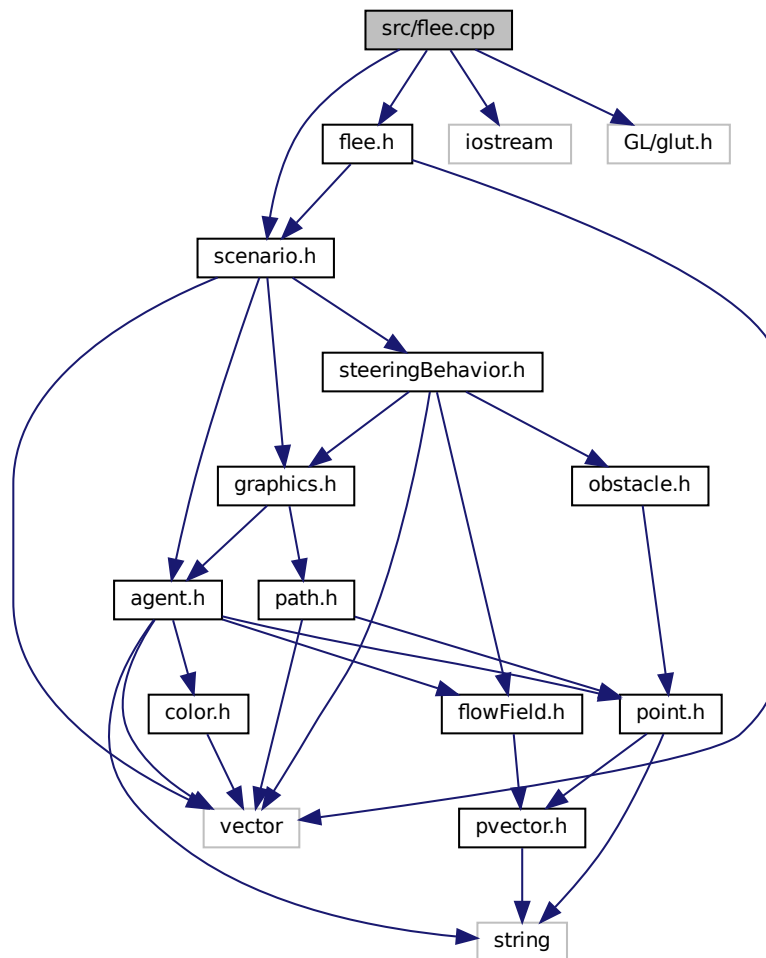 src/flee.cpp
flee.h
iostream
GL/glut.h
scenario.h
steeringBehavior.h
graphics.h
obstacle.h
agent.h
path.h
color.h
flowField.h
point.h
vector
pvector.h
string